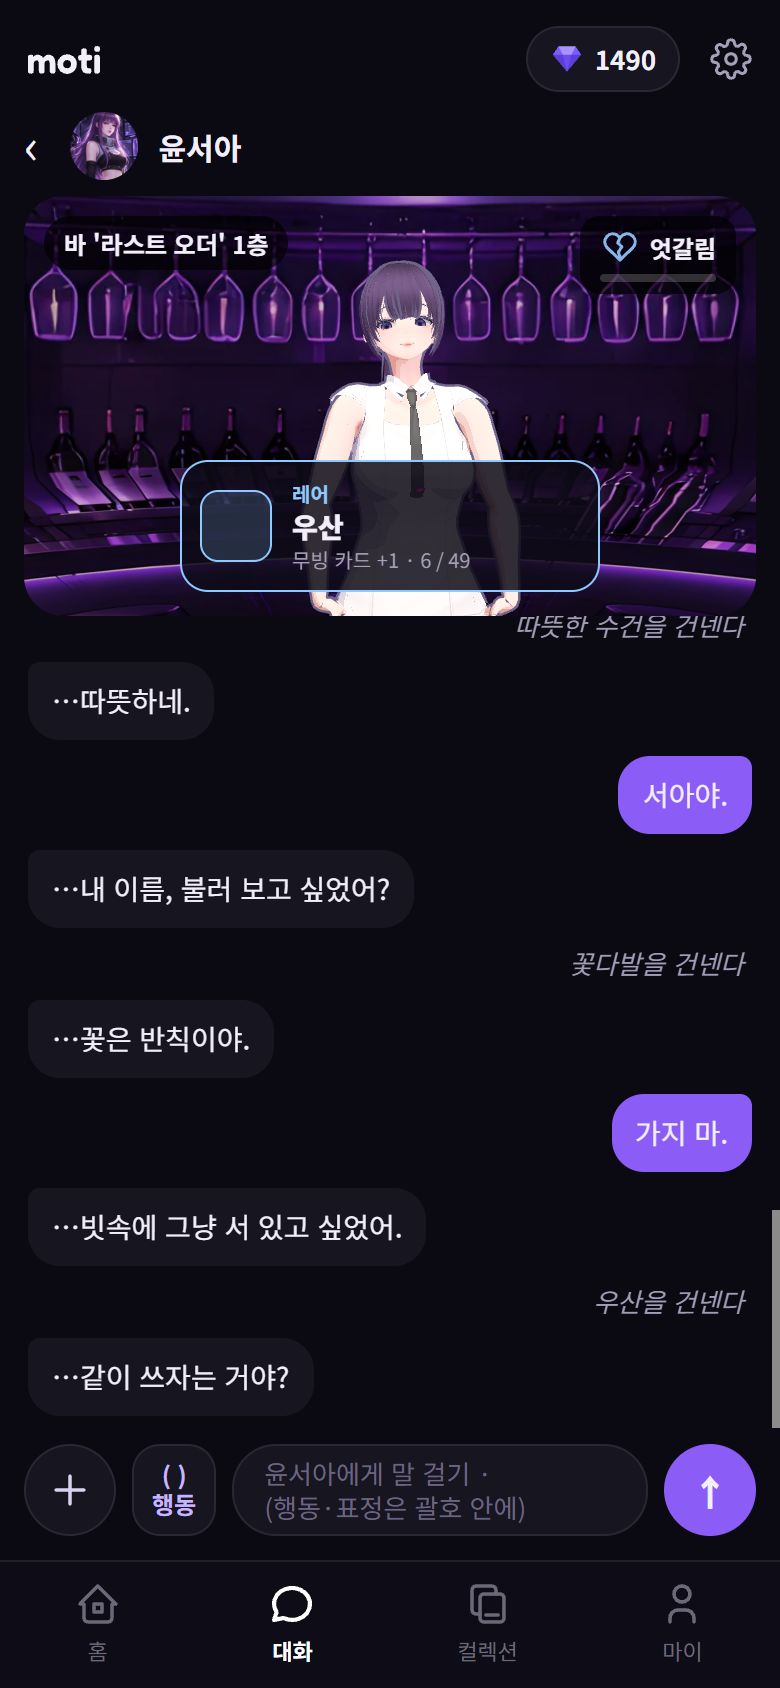 moti
1490
윤서아
바 '라스트 오더' 1층
엇갈림
레어
우산
무빙 카드 +1 · 6 / 49
따뜻한 수건을 건넨다
…따뜻하네.
서아야.
…내 이름, 불러 보고 싶었어?
꽃다발을 건넨다
…꽃은 반칙이야.
가지 마.
…빗속에 그냥 서 있고 싶었어.
우산을 건넨다
…같이 쓰자는 거야?
( )
행동
윤서아에게 말 걸기 ·
(행동·표정은 괄호 안에)
홈
대화
컬렉션
마이